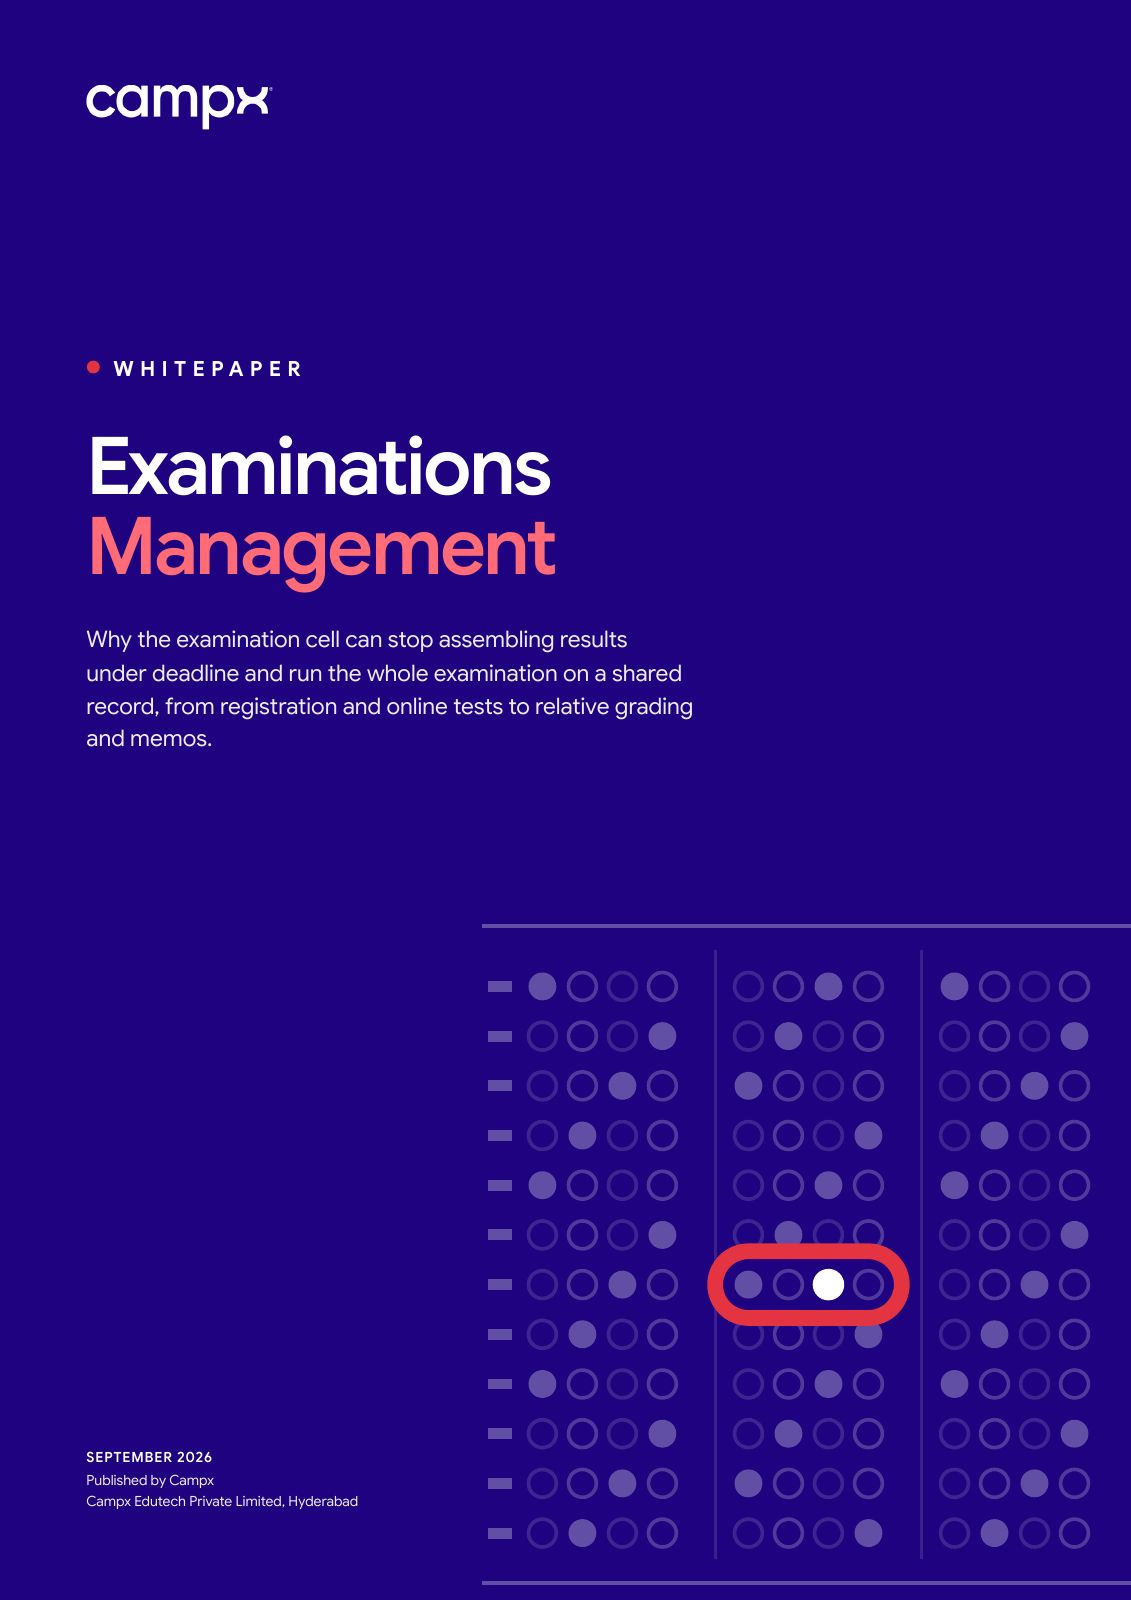 campx
WHITEPAPER
Examinations
Management
Why the examination cell can stop assembling results
under deadline and run the whole examination on a shared
record, from registration and online tests to relative grading
and memos.
SEPTEMBER 2026
Published by Campx
Campx Edutech Private Limited, Hyderabad